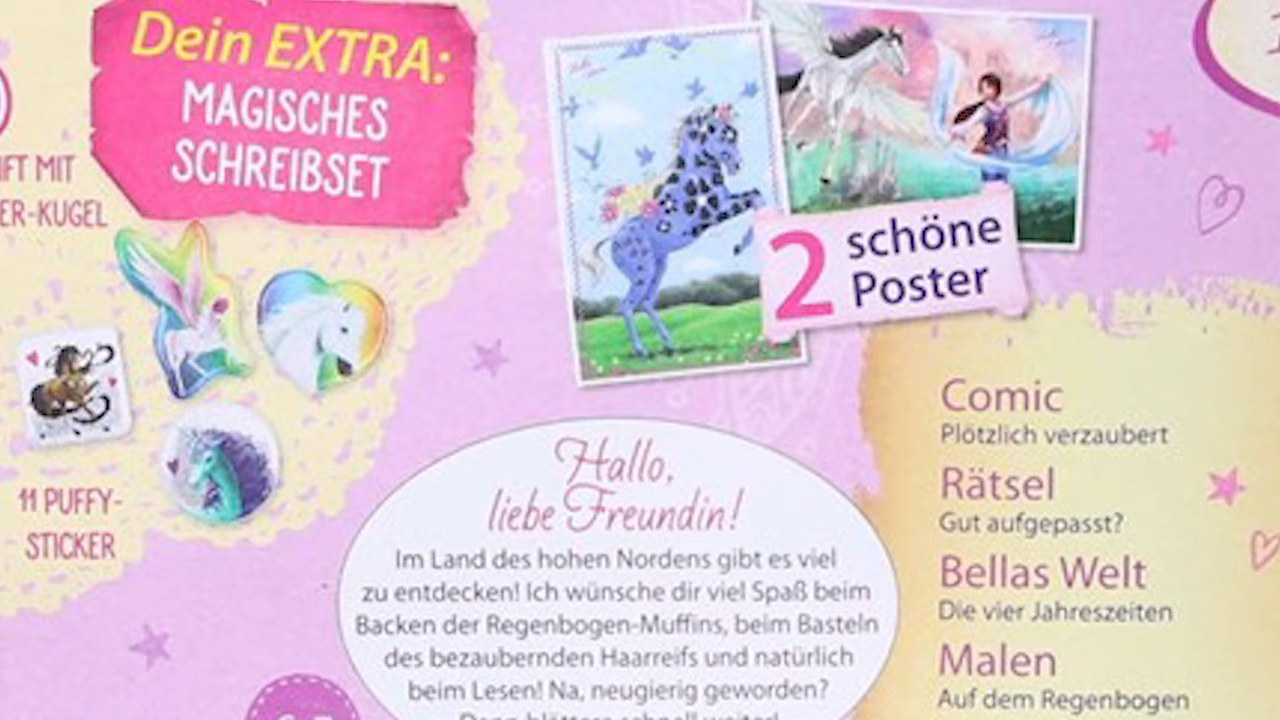 Dein EXTRA:
MAGISCHES
SCHREIBSET
MIT
-KUGEL
11 PUFFY-
STICKER
2 schöne
Poster
Hallo,
liebe Freundin!
Im Land des hohen Nordens gibt es viel
zu entdecken! Ich wünsche dir viel Spaß beim
Backen der Regenbogen-Muffins, beim Basteln
des bezaubernden Haarreifs und natürlich
beim Lesen! Na, neugierig geworden?
Comic
Plötzlich verzaubert
Rätsel
Gut aufgepasst?
Bellas Welt
Die vier Jahreszeiten
Malen
Auf dem Regenbogen